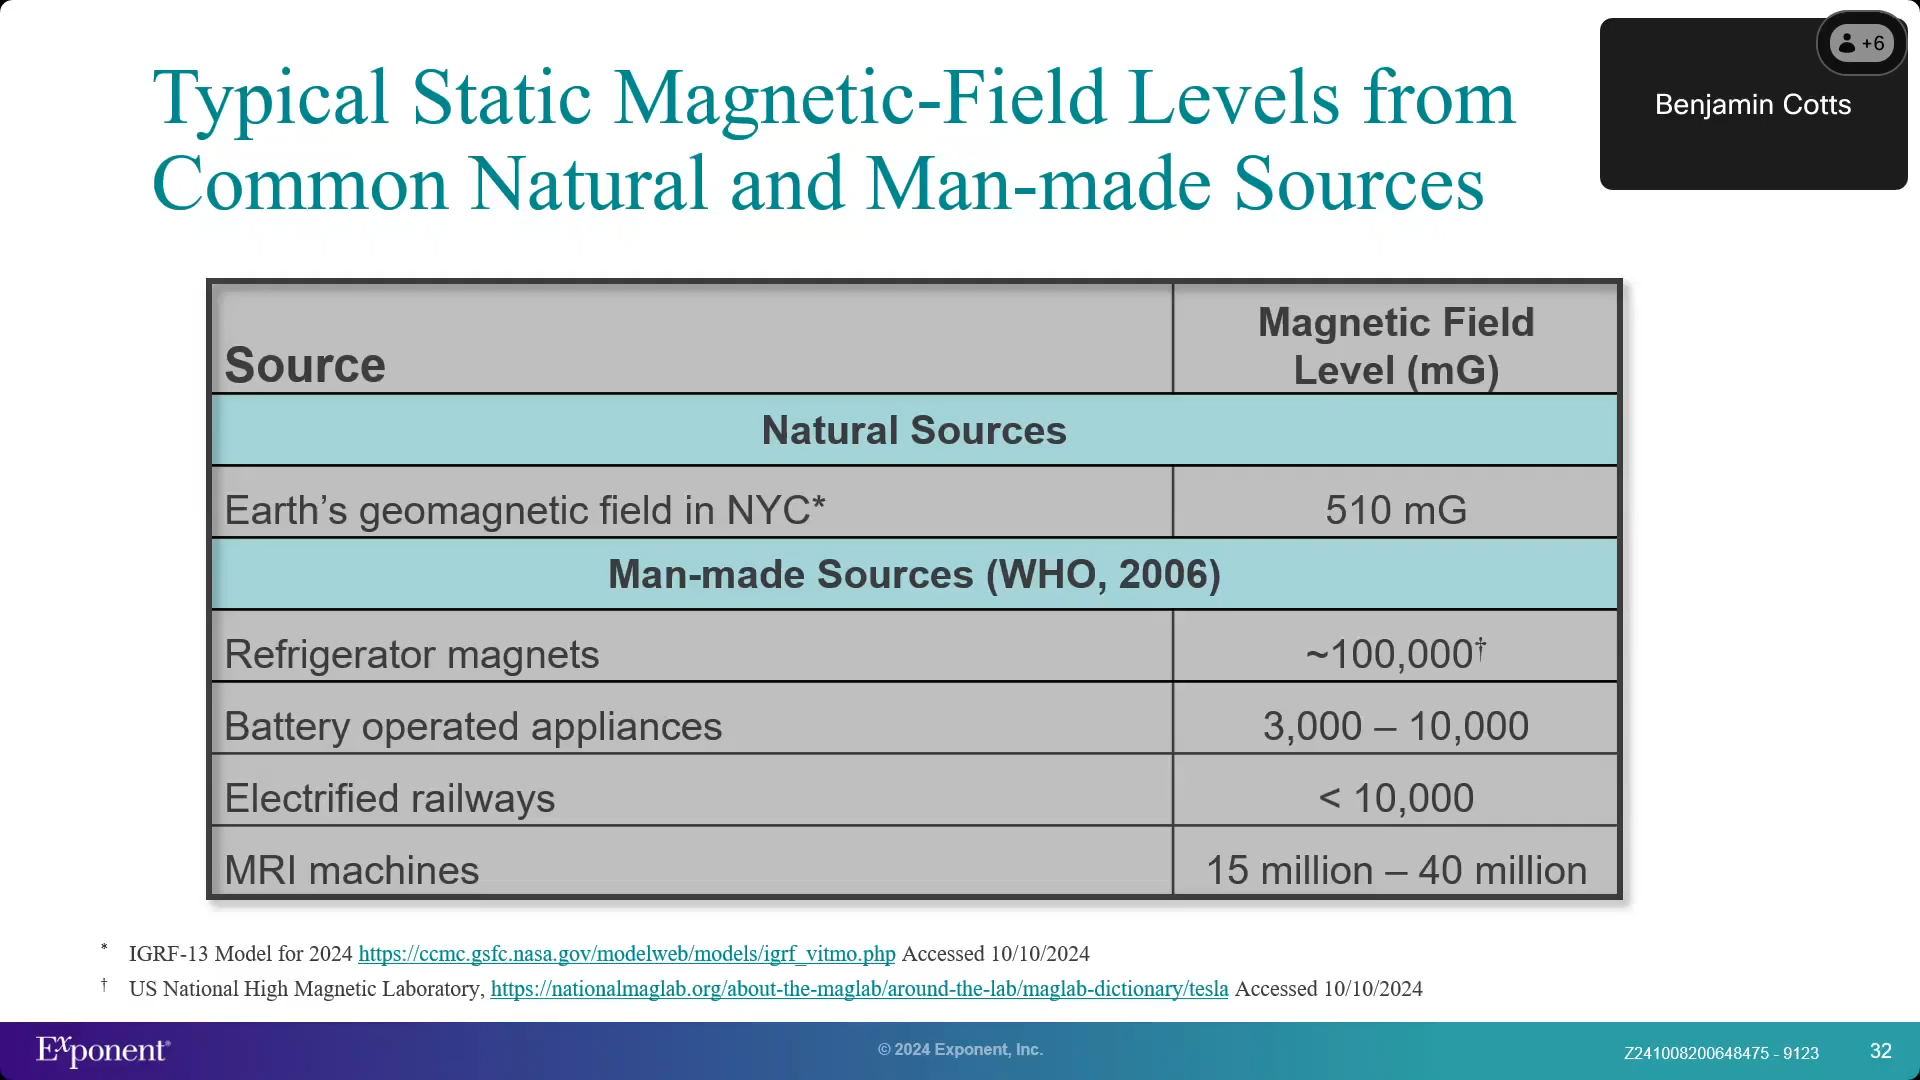 Typical Static Magnetic-Field Levels from
Common Natural and Man-made Sources
+6
Benjamin Cotts
Source
Magnetic Field
Level (mG)
Natural Sources
Earth’s geomagnetic field in NYC*
510 mG
Man-made Sources (WHO, 2006)
Refrigerator magnets
~100,000†
Battery operated appliances
3,000 – 10,000
Electrified railways
< 10,000
MRI machines
15 million – 40 million
* IGRF-13 Model for 2024 https://ccmc.gsfc.nasa.gov/modelweb/models/igrf_vitmo.php Accessed 10/10/2024
† US National High Magnetic Laboratory, https://nationalmaglab.org/about-the-maglab/around-the-lab/maglab-dictionary/tesla Accessed 10/10/2024
Exponent®
© 2024 Exponent, Inc.
Z241008200648475 - 9123
32